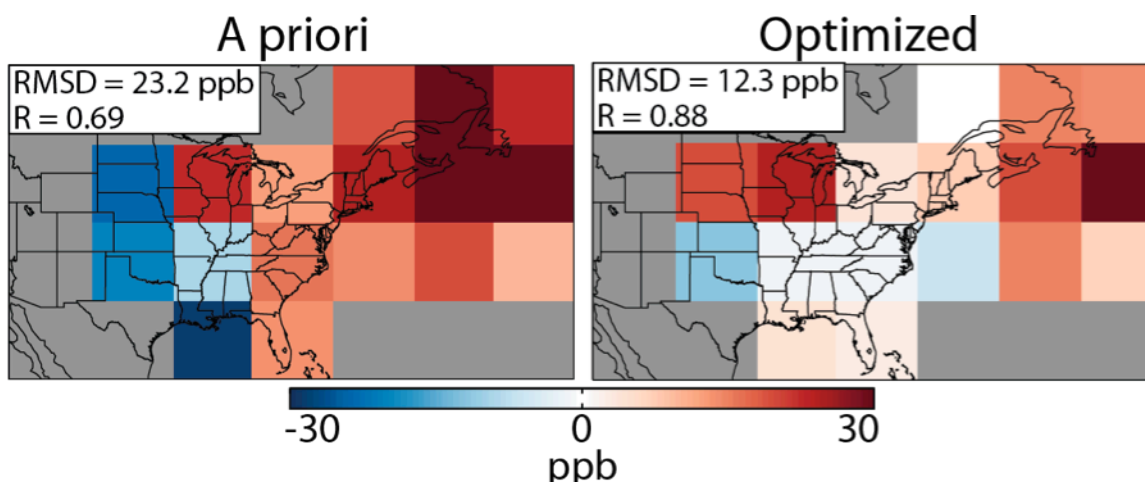 A priori
Optimized
RMSD = 23.2 ppb
R = 0.69
RMSD = 12.3 ppb
R = 0.88
-30
0
30
ppb